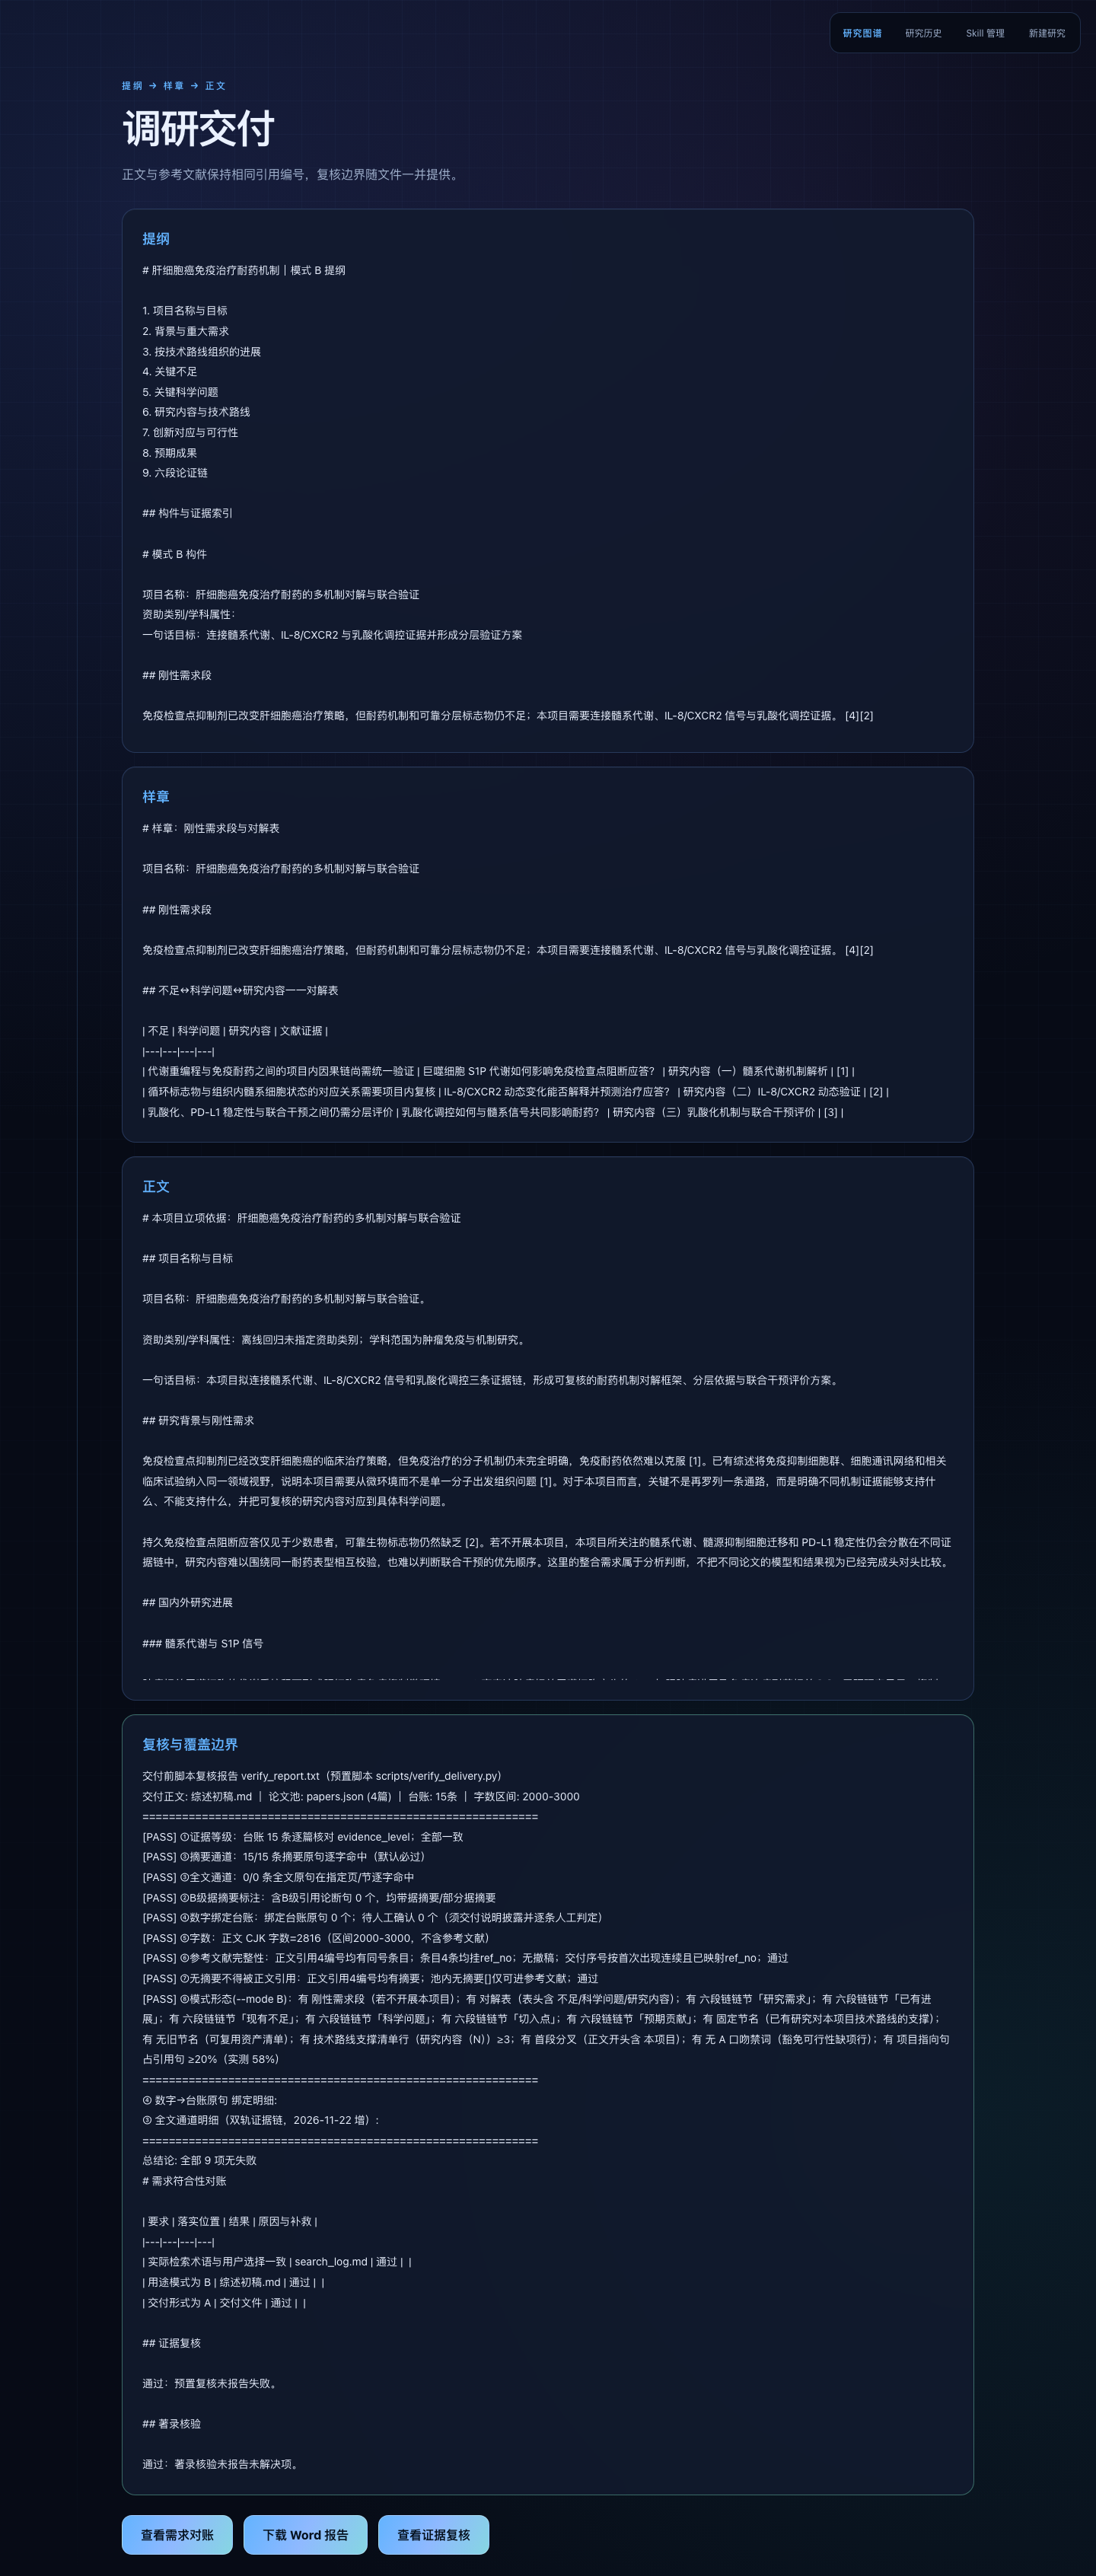 研究图谱 研究历史 Skill 管理 新建研究
提纲 → 样章 → 正文
调研交付
正文与参考文献保持相同引用编号，复核边界随文件一并提供。
提纲
# 肝细胞癌免疫治疗耐药机制｜模式 B 提纲
1. 项目名称与目标
2. 背景与重大需求
3. 按技术路线组织的进展
4. 关键不足
5. 关键科学问题
6. 研究内容与技术路线
7. 创新对应与可行性
8. 预期成果
9. 六段论证链
## 构件与证据索引
# 模式 B 构件
项目名称：肝细胞癌免疫治疗耐药的多机制对解与联合验证
资助类别/学科属性：
一句话目标：连接髓系代谢、IL-8/CXCR2 与乳酸化调控证据并形成分层验证方案
## 刚性需求段
免疫检查点抑制剂已改变肝细胞癌治疗策略，但耐药机制和可靠分层标志物仍不足；本项目需要连接髓系代谢、IL-8/CXCR2 信号与乳酸化调控证据。 [4][2]
样章
# 样章：刚性需求段与对解表
项目名称：肝细胞癌免疫治疗耐药的多机制对解与联合验证
## 刚性需求段
免疫检查点抑制剂已改变肝细胞癌治疗策略，但耐药机制和可靠分层标志物仍不足；本项目需要连接髓系代谢、IL-8/CXCR2 信号与乳酸化调控证据。 [4][2]
## 不足↔科学问题↔研究内容一一对解表
| 不足 | 科学问题 | 研究内容 | 文献证据 |
|---|---|---|---|
| 代谢重编程与免疫耐药之间的项目内因果链尚需统一验证 | 巨噬细胞 S1P 代谢如何影响免疫检查点阻断应答？ | 研究内容（一）髓系代谢机制解析 | [1] |
| 循环标志物与组织内髓系细胞状态的对应关系需要项目内复核 | IL-8/CXCR2 动态变化能否解释并预测治疗应答？ | 研究内容（二）IL-8/CXCR2 动态验证 | [2] |
| 乳酸化、PD-L1 稳定性与联合干预之间仍需分层评价 | 乳酸化调控如何与髓系信号共同影响耐药？ | 研究内容（三）乳酸化机制与联合干预评价 | [3] |
正文
# 本项目立项依据：肝细胞癌免疫治疗耐药的多机制对解与联合验证
## 项目名称与目标
项目名称：肝细胞癌免疫治疗耐药的多机制对解与联合验证。
资助类别/学科属性：离线回归未指定资助类别；学科范围为肿瘤免疫与机制研究。
一句话目标：本项目拟连接髓系代谢、IL-8/CXCR2 信号和乳酸化调控三条证据链，形成可复核的耐药机制对解框架、分层依据与联合干预评价方案。
## 研究背景与刚性需求
免疫检查点抑制剂已经改变肝细胞癌的临床治疗策略，但免疫治疗的分子机制仍未完全明确，免疫耐药依然难以克服 [1]。已有综述将免疫抑制细胞群、细胞通讯网络和相关
临床试验纳入同一领域视野，说明本项目需要从微环境而不是单一分子出发组织问题 [1]。对于本项目而言，关键不是再罗列一条通路，而是明确不同机制证据能够支持什
么、不能支持什么，并把可复核的研究内容对应到具体科学问题。
持久免疫检查点阻断应答仅见于少数患者，可靠生物标志物仍然缺乏 [2]。若不开展本项目，本项目所关注的髓系代谢、髓源抑制细胞迁移和 PD-L1 稳定性仍会分散在不同证
据链中，研究内容难以围绕同一耐药表型相互校验，也难以判断联合干预的优先顺序。这里的整合需求属于分析判断，不把不同论文的模型和结果视为已经完成头对头比较。
## 国内外研究进展
### 髓系代谢与 S1P 信号
复核与覆盖边界
交付前脚本复核报告 verify_report.txt（预置脚本 scripts/verify_delivery.py）
交付正文: 综述初稿.md ｜ 论文池: papers.json (4篇) ｜ 台账: 15条 ｜ 字数区间: 2000-3000
============================================================
[PASS] ①证据等级：台账 15 条逐篇核对 evidence_level；全部一致
[PASS] ③摘要通道：15/15 条摘要原句逐字命中（默认必过）
[PASS] ③全文通道：0/0 条全文原句在指定页/节逐字命中
[PASS] ②B级据摘要标注：含B级引用论断句 0 个，均带据摘要/部分据摘要
[PASS] ④数字绑定台账：绑定台账原句 0 个；待人工确认 0 个（须交付说明披露并逐条人工判定）
[PASS] ⑤字数：正文 CJK 字数=2816（区间2000-3000，不含参考文献）
[PASS] ⑥参考文献完整性：正文引用4编号均有同号条目；条目4条均挂ref_no；无撤稿；交付序号按首次出现连续且已映射ref_no；通过
[PASS] ⑦无摘要不得被正文引用：正文引用4编号均有摘要；池内无摘要[]仅可进参考文献；通过
[PASS] ⑧模式形态(--mode B)：有 刚性需求段（若不开展本项目）；有 对解表（表头含 不足/科学问题/研究内容）；有 六段链链节「研究需求」；有 六段链链节「已有进
展」；有 六段链链节「现有不足」；有 六段链链节「科学问题」；有 六段链链节「切入点」；有 六段链链节「预期贡献」；有 固定节名（已有研究对本项目技术路线的支撑）；
有 无旧节名（可复用资产清单）；有 技术路线支撑清单行（研究内容（N））≥3；有 首段分叉（正文开头含 本项目）；有 无 A 口吻禁词（豁免可行性缺项行）；有 项目指向句
占引用句 ≥20%（实测 58%）
============================================================
④ 数字→台账原句 绑定明细:
③ 全文通道明细（双轨证据链，2026-11-22 增）:
============================================================
总结论: 全部 9 项无失败
# 需求符合性对账
| 要求 | 落实位置 | 结果 | 原因与补救 |
|---|---|---|---|
| 实际检索术语与用户选择一致 | search_log.md | 通过 | |
| 用途模式为 B | 综述初稿.md | 通过 | |
| 交付形式为 A | 交付文件 | 通过 | |
## 证据复核
通过：预置复核未报告失败。
## 著录核验
通过：著录核验未报告未解决项。
查看需求对账 下载 Word 报告 查看证据复核